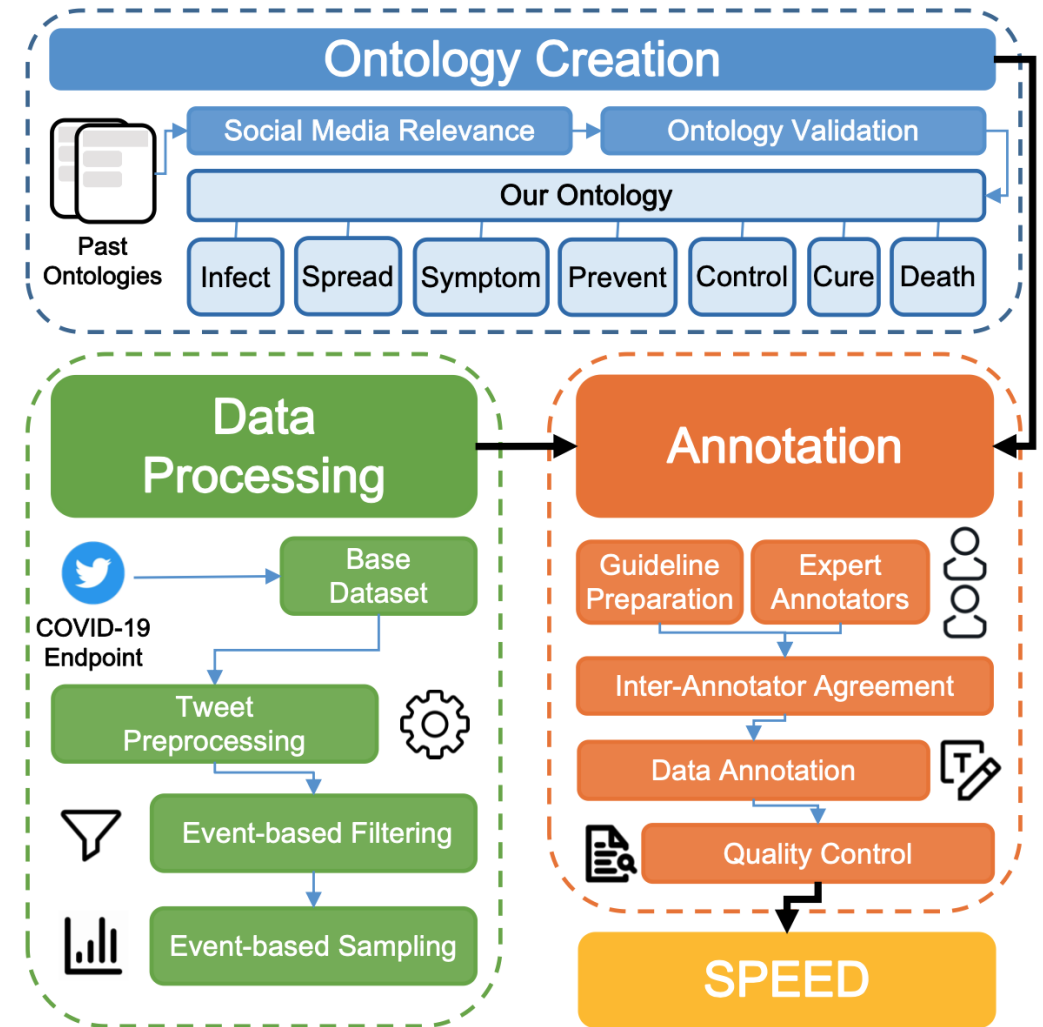 Ontology Creation
Social Media Relevance
Ontology Validation
Past
Ontologies
Our Ontology
Infect
Spread
Symptom
Prevent
Control
Cure
Death
Data
Processing
COVID-19
Endpoint
Base
Dataset
Tweet
Preprocessing
Event-based Filtering
Event-based Sampling
Annotation
Guideline
Preparation
Expert
Annotators
Inter-Annotator Agreement
Data Annotation
T
Quality Control
SPEED